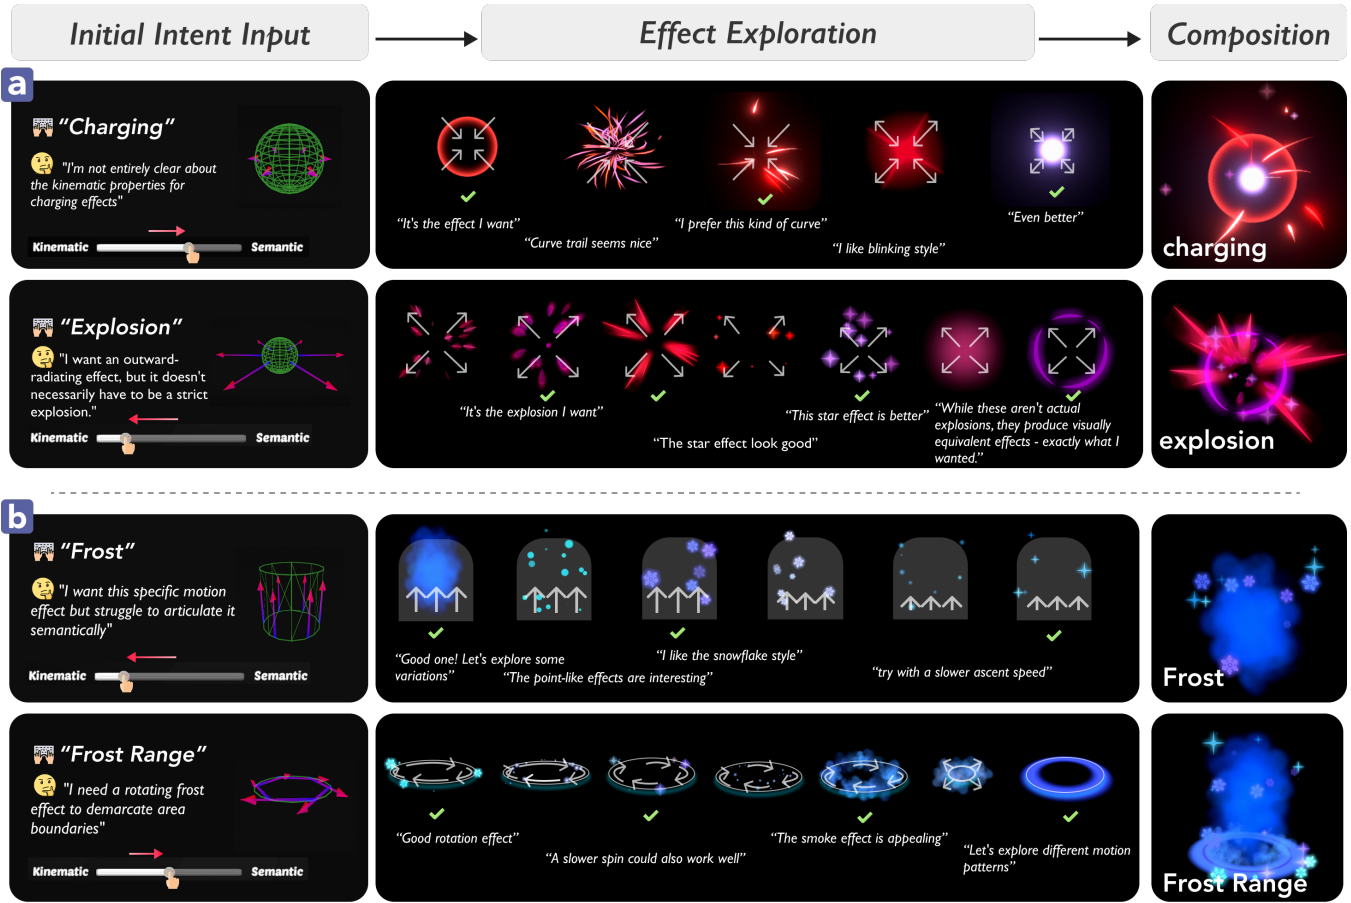 Initial Intent Input
Effect Exploration
Composition
a
“Charging”
"I'm not entirely clear about
the kinematic properties for
charging effects"
Kinematic
Semantic
“It's the effect I want”
“Curve trail seems nice”
“I prefer this kind of curve”
“I like blinking style”
“Even better”
charging
“Explosion”
"I want an outward-
radiating effect, but it doesn't
necessarily have to be a strict
explosion."
Kinematic
Semantic
“It's the explosion I want”
“The star effect look good”
“This star effect is better”
“While these aren't actual
explosions, they produce visually
equivalent effects - exactly what I
wanted.”
explosion
b
“Frost”
"I want this specific motion
effect but struggle to articulate it
semantically"
Kinematic
Semantic
“Good one! Let's explore some
variations”
“The point-like effects are interesting”
“I like the snowflake style”
“try with a slower ascent speed”
Frost
“Frost Range”
"I need a rotating frost
effect to demarcate area
boundaries"
Kinematic
Semantic
“Good rotation effect”
“A slower spin could also work well”
“The smoke effect is appealing”
“Let's explore different motion
patterns”
Frost Range